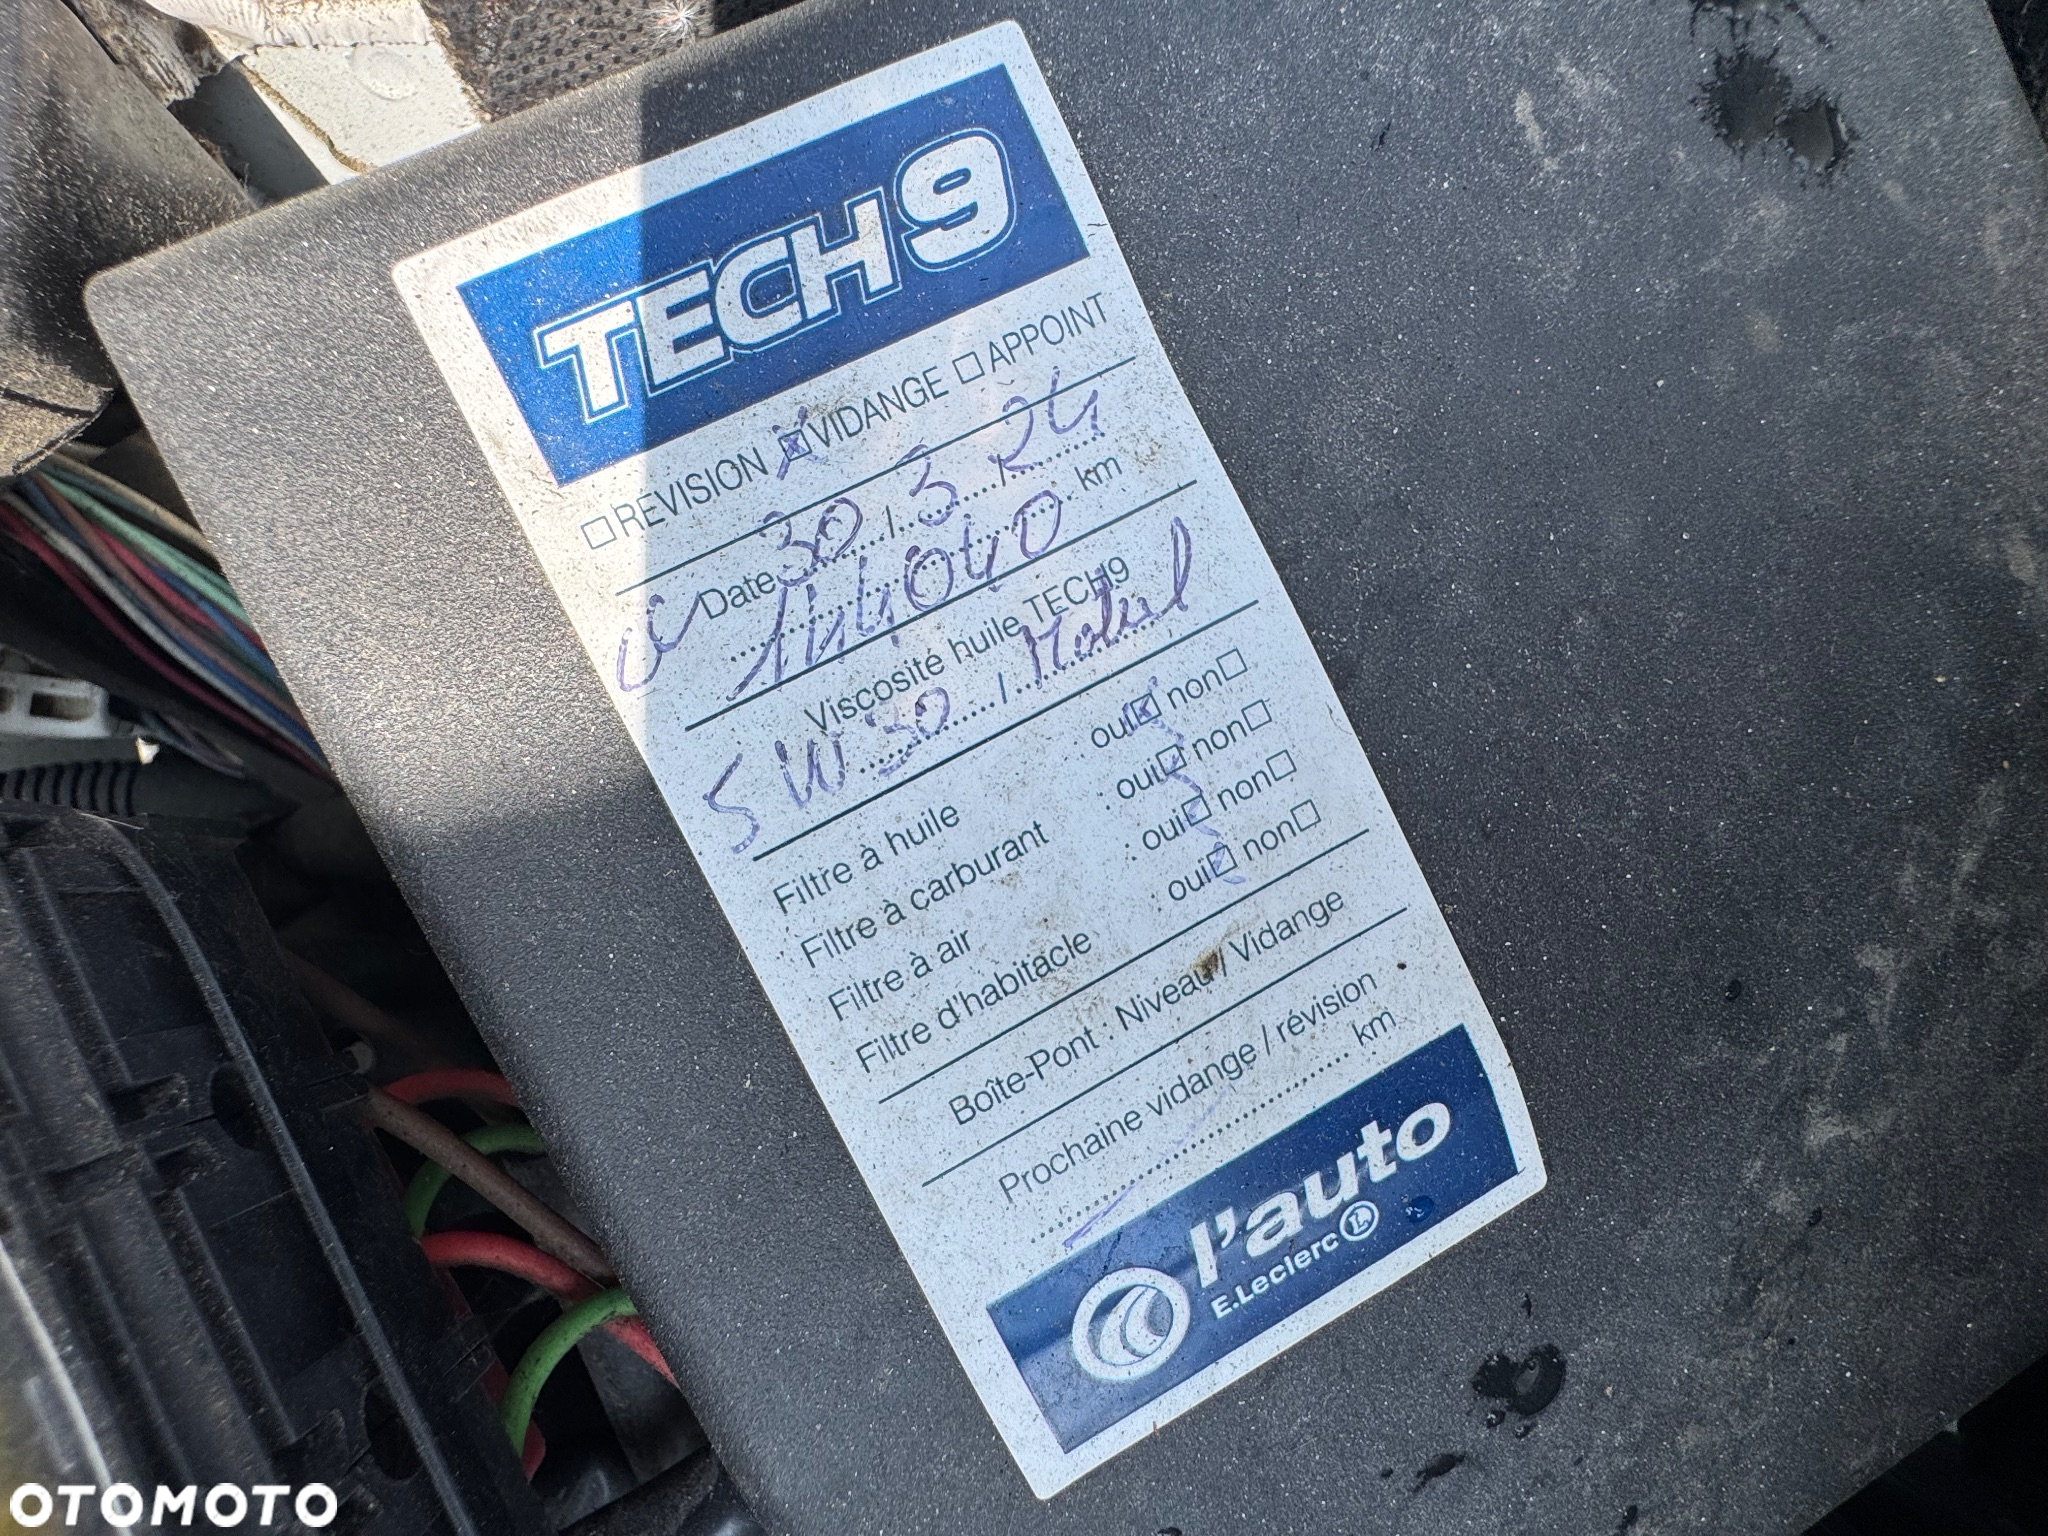 TECH9
REVISION VIDANGE APPOINT
Date 30 / 3 / 24
144040 km
Viscosité huile TECH9
5W30 / Motul
Filtre à huile : oui non
Filtre à carburant : oui non
Filtre à air : oui non
Filtre d'habitacle : oui non
Boîte-Pont : Niveau / Vidange
Prochaine vidange / révision
km
l'auto
E.Leclerc L
OTOMOTO